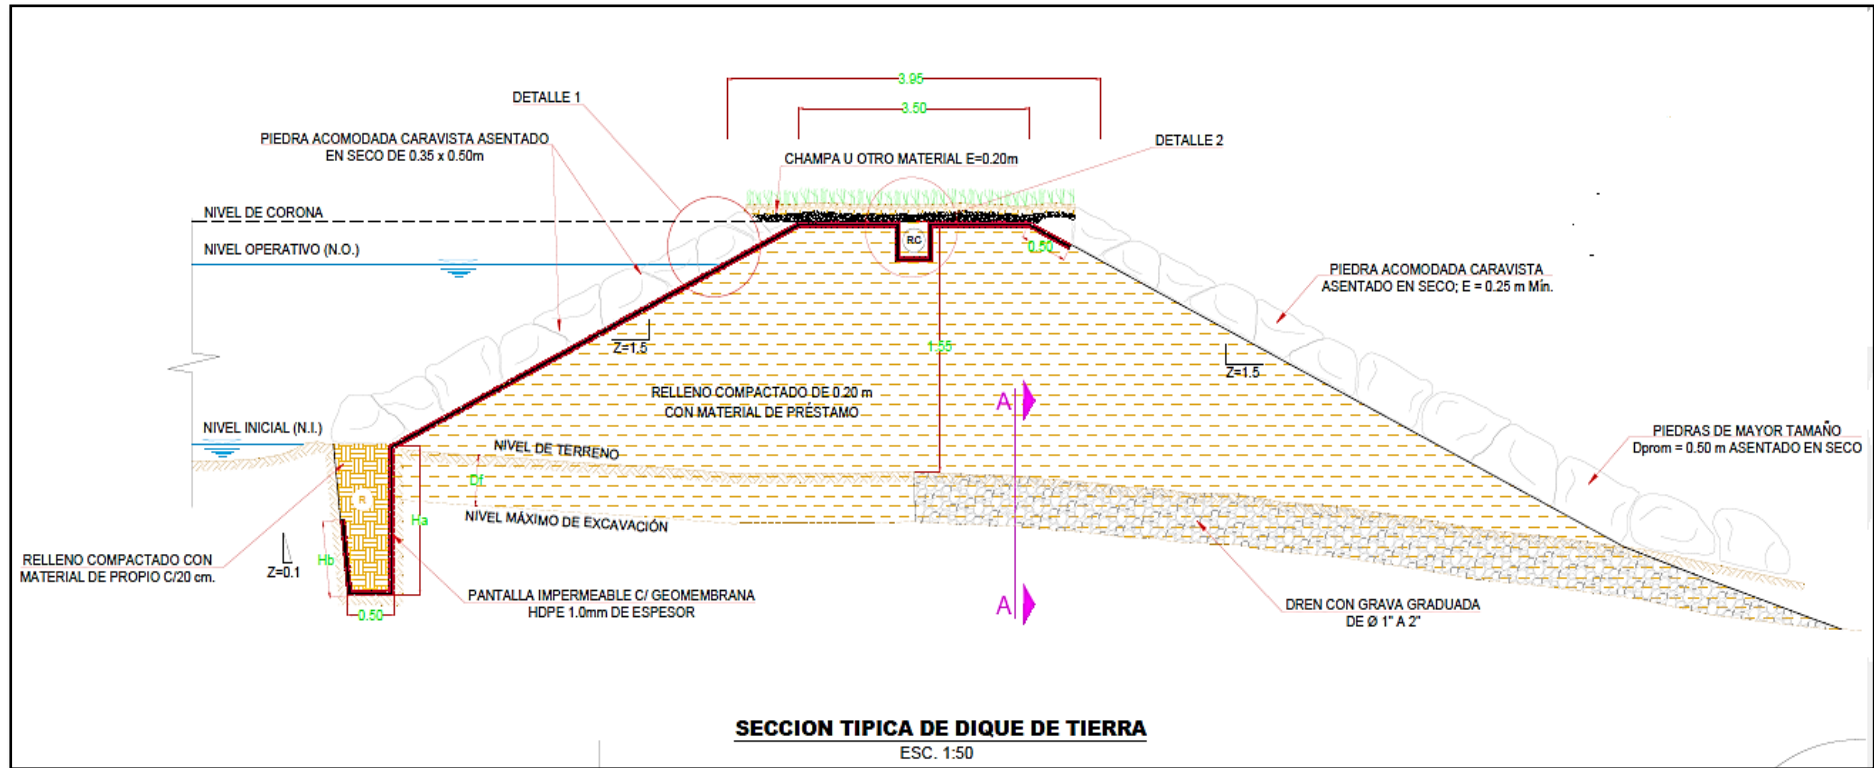 3.95
3.50
DETALLE 1
PIEDRA ACOMODADA CARAVISTA ASENTADO
EN SECO DE 0.35 x 0.50m
CHAMPA U OTRO MATERIAL E=0.20m
DETALLE 2
NIVEL DE CORONA
NIVEL OPERATIVO (N.O.)
RC
0.50
PIEDRA ACOMODADA CARAVISTA
ASENTADO EN SECO; E = 0.25 m Mín.
Z=1.5
1.55
Z=1.5
RELLENO COMPACTADO DE 0.20 m
CON MATERIAL DE PRÉSTAMO
A
NIVEL INICIAL (N.I.)
NIVEL DE TERRENO
PIEDRAS DE MAYOR TAMAÑO
Dprom = 0.50 m ASENTADO EN SECO
Df
R
Ha
NIVEL MÁXIMO DE EXCAVACIÓN
Hb
Z=0.1
RELLENO COMPACTADO CON
MATERIAL DE PROPIO C/20 cm.
PANTALLA IMPERMEABLE C/ GEOMEMBRANA
HDPE 1.0mm DE ESPESOR
0.50
A
DREN CON GRAVA GRADUADA
DE Ø 1" A 2"
SECCION TIPICA DE DIQUE DE TIERRA
ESC. 1:50